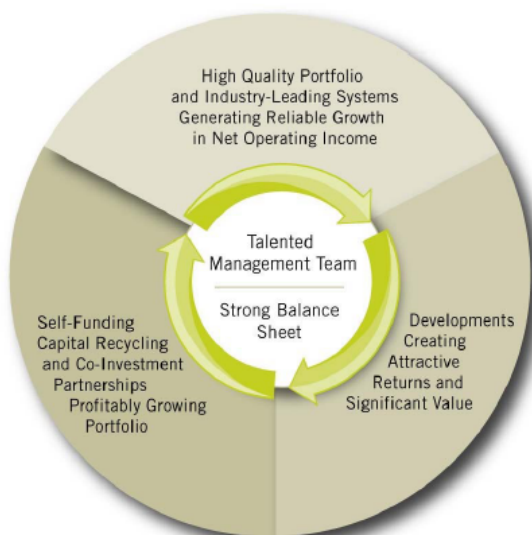 High Quality Portfolio
and Industry-Leading Systems
Generating Reliable Growth
in Net Operating Income
Talented
Management Team
Strong Balance
Sheet
Developments
Creating
Attractive
Returns and
Significant Value
Self-Funding
Capital Recycling
and Co-Investment
Partnerships
Profitably Growing
Portfolio